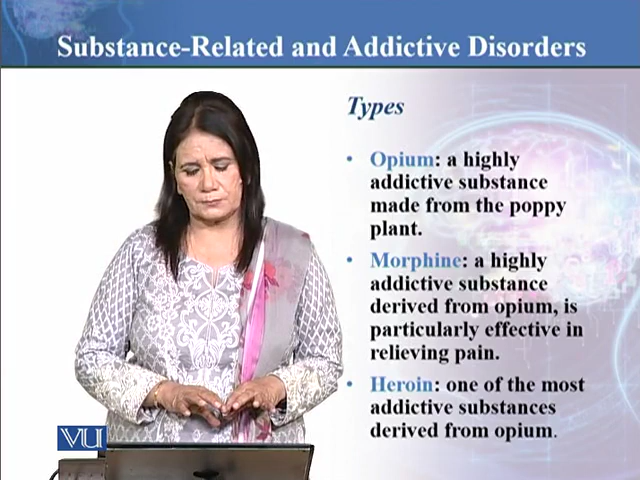 Substance-Related and Addictive Disorders
Types
• Opium: a highly
addictive substance
made from the poppy
plant.
• Morphine: a highly
addictive substance
derived from opium, is
particularly effective in
relieving pain.
• Heroin: one of the most
addictive substances
derived from opium.
VU